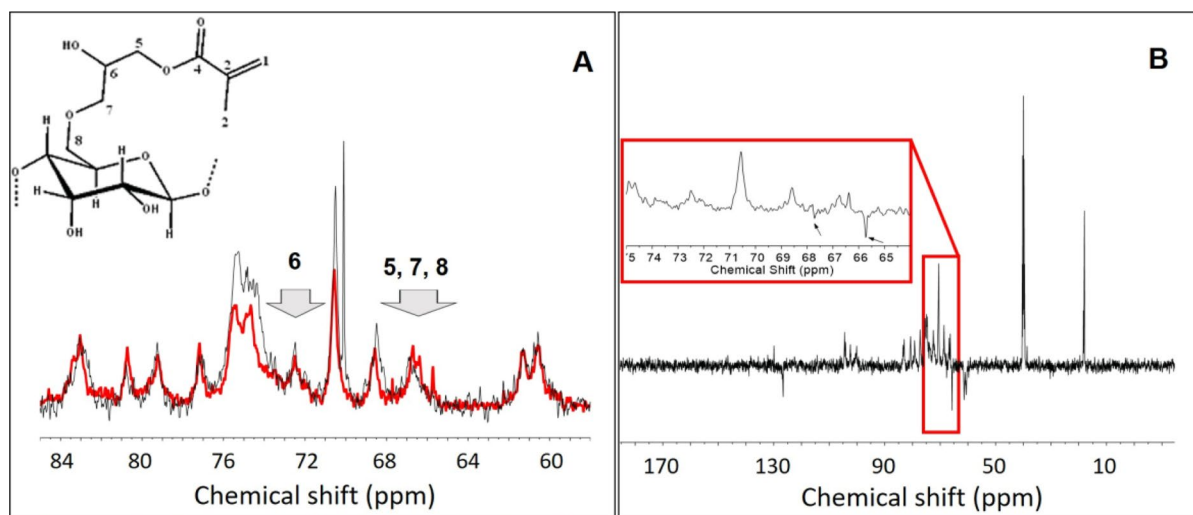 A
O
HO
5
4
2
1
6
O
7
2
O
H
8
H
O
O
O
H
H
OH
OH
H
6
5, 7, 8
84 80 76 72 68 64 60
Chemical shift (ppm)
B
75 74 73 72 71 70 69 68 67 66 65
Chemical Shift (ppm)
170 130 90 50 10
Chemical shift (ppm)